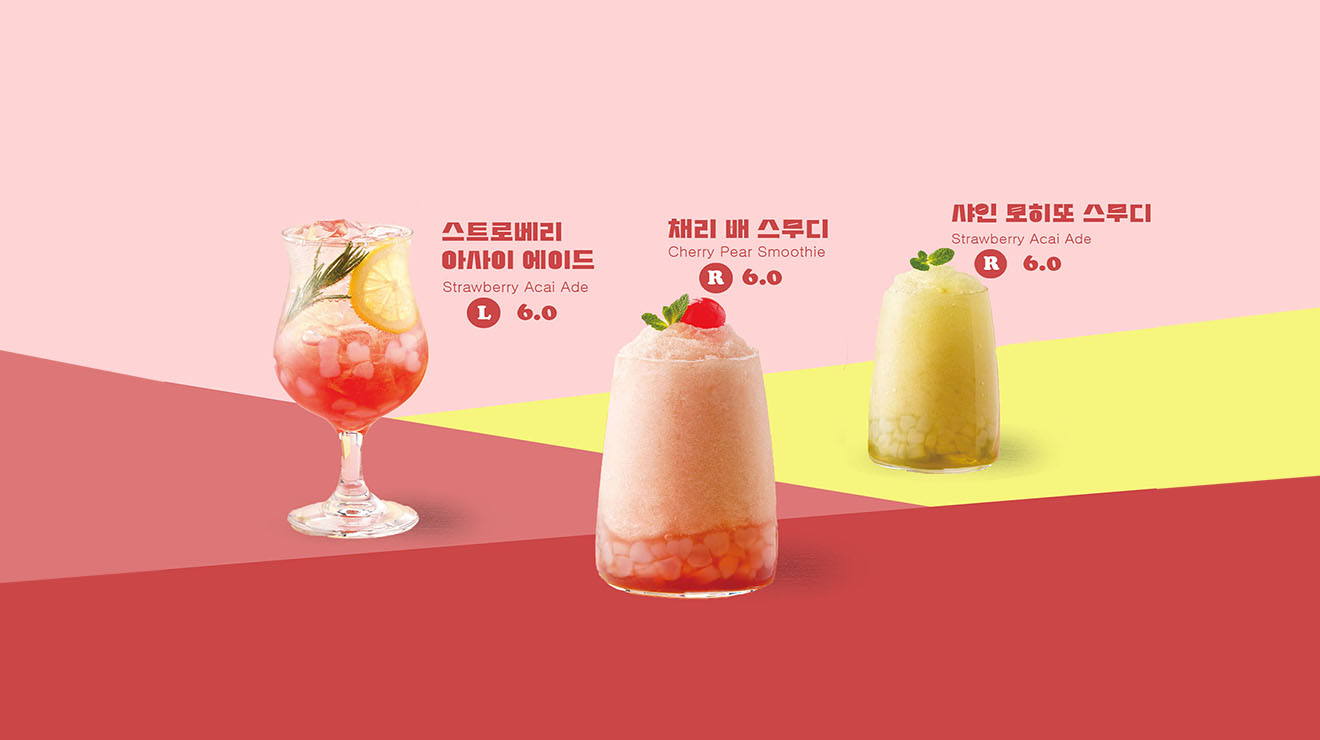 스트로베리
아사이 에이드
Strawberry Acai Ade
L 6.0
채리 배 스무디
Cherry Pear Smoothie
R 6.0
샤인 모히또 스무디
Strawberry Acai Ade
R 6.0